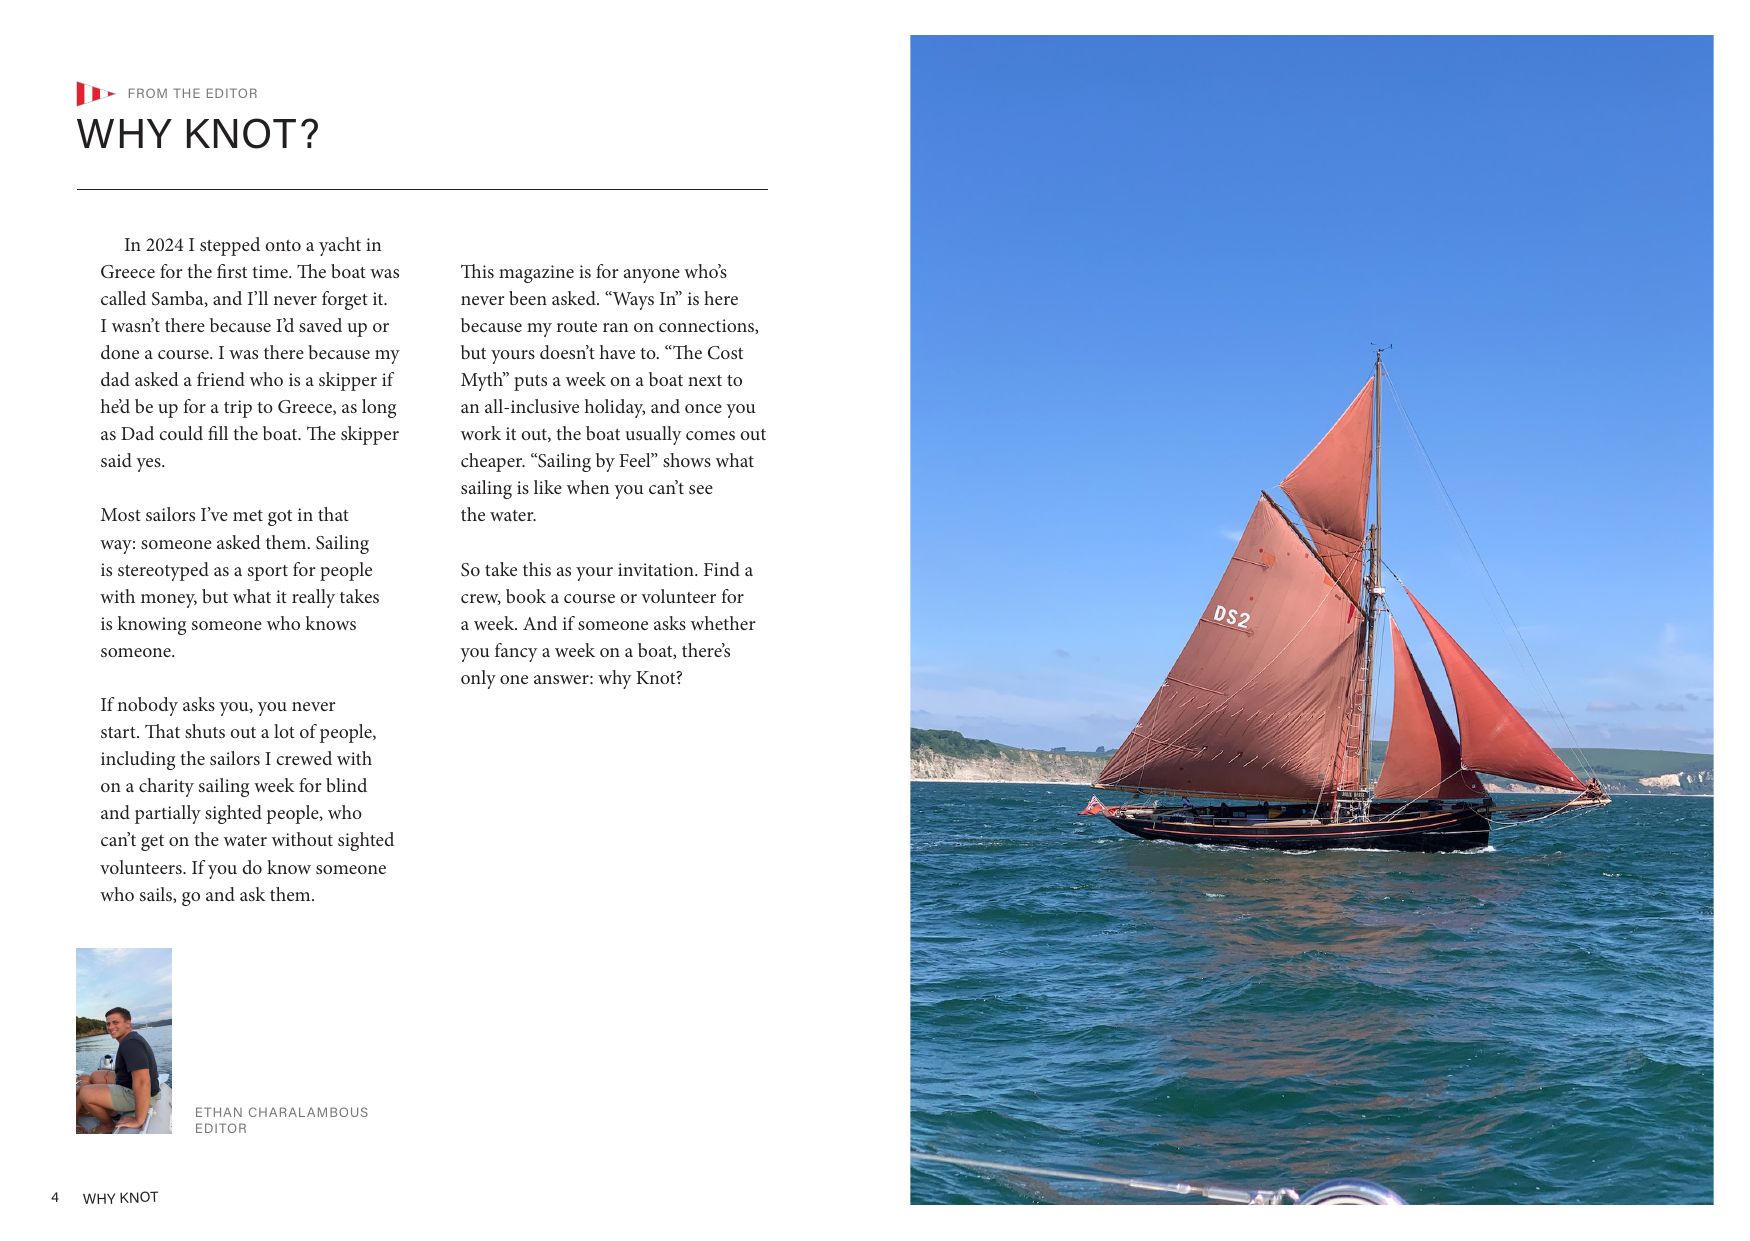 FROM THE EDITOR
WHY KNOT?
In 2024 I stepped onto a yacht in
Greece for the first time. The boat was
called Samba, and I’ll never forget it.
I wasn’t there because I’d saved up or
done a course. I was there because my
dad asked a friend who is a skipper if
he’d be up for a trip to Greece, as long
as Dad could fill the boat. The skipper
said yes.
Most sailors I’ve met got in that
way: someone asked them. Sailing
is stereotyped as a sport for people
with money, but what it really takes
is knowing someone who knows
someone.
If nobody asks you, you never
start. That shuts out a lot of people,
including the sailors I crewed with
on a charity sailing week for blind
and partially sighted people, who
can’t get on the water without sighted
volunteers. If you do know someone
who sails, go and ask them.
This magazine is for anyone who’s
never been asked. “Ways In” is here
because my route ran on connections,
but yours doesn’t have to. “The Cost
Myth” puts a week on a boat next to
an all-inclusive holiday, and once you
work it out, the boat usually comes out
cheaper. “Sailing by Feel” shows what
sailing is like when you can’t see
the water.
So take this as your invitation. Find a
crew, book a course or volunteer for
a week. And if someone asks whether
you fancy a week on a boat, there’s
only one answer: why Knot?
ETHAN CHARALAMBOUS
EDITOR
4 WHY KNOT
DS2